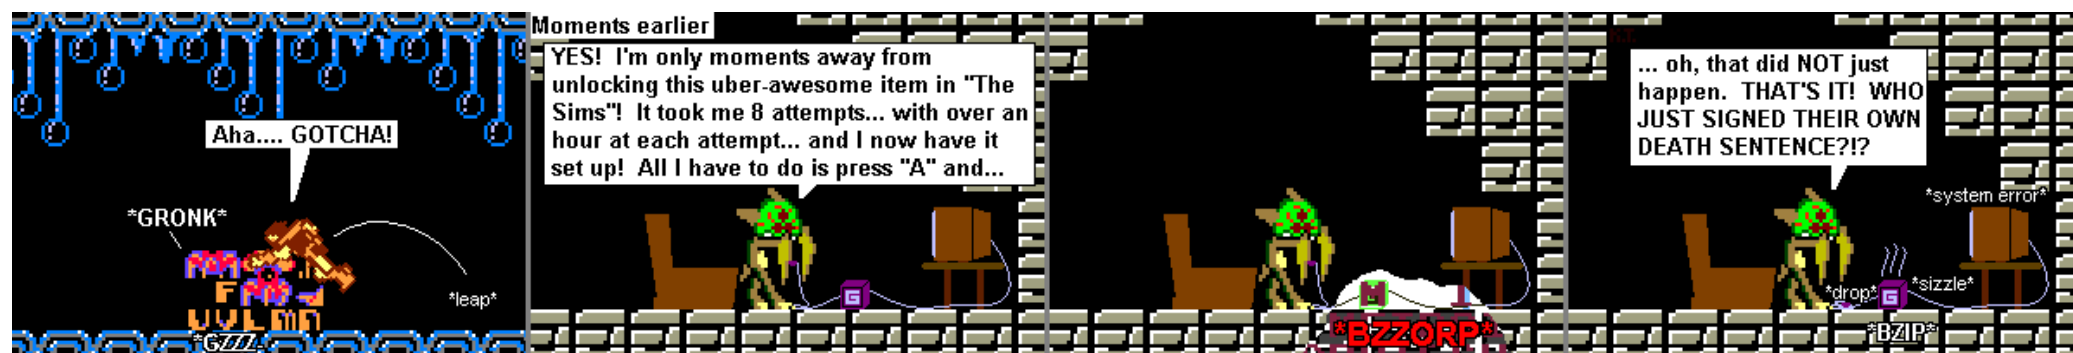 Aha.... GOTCHA!
*GRONK*
*leap*
*GZZZ-
Moments earlier
YES! I'm only moments away from
unlocking this uber-awesome item in "The
Sims"! It took me 8 attempts... with over an
hour at each attempt... and I now have it
set up! All I have to do is press "A" and...
G
*BZZORP*
... oh, that did NOT just
happen. THAT'S IT! WHO
JUST SIGNED THEIR OWN
DEATH SENTENCE?!?
*system error*
*sizzle*
*drop*
G
*BZIP*